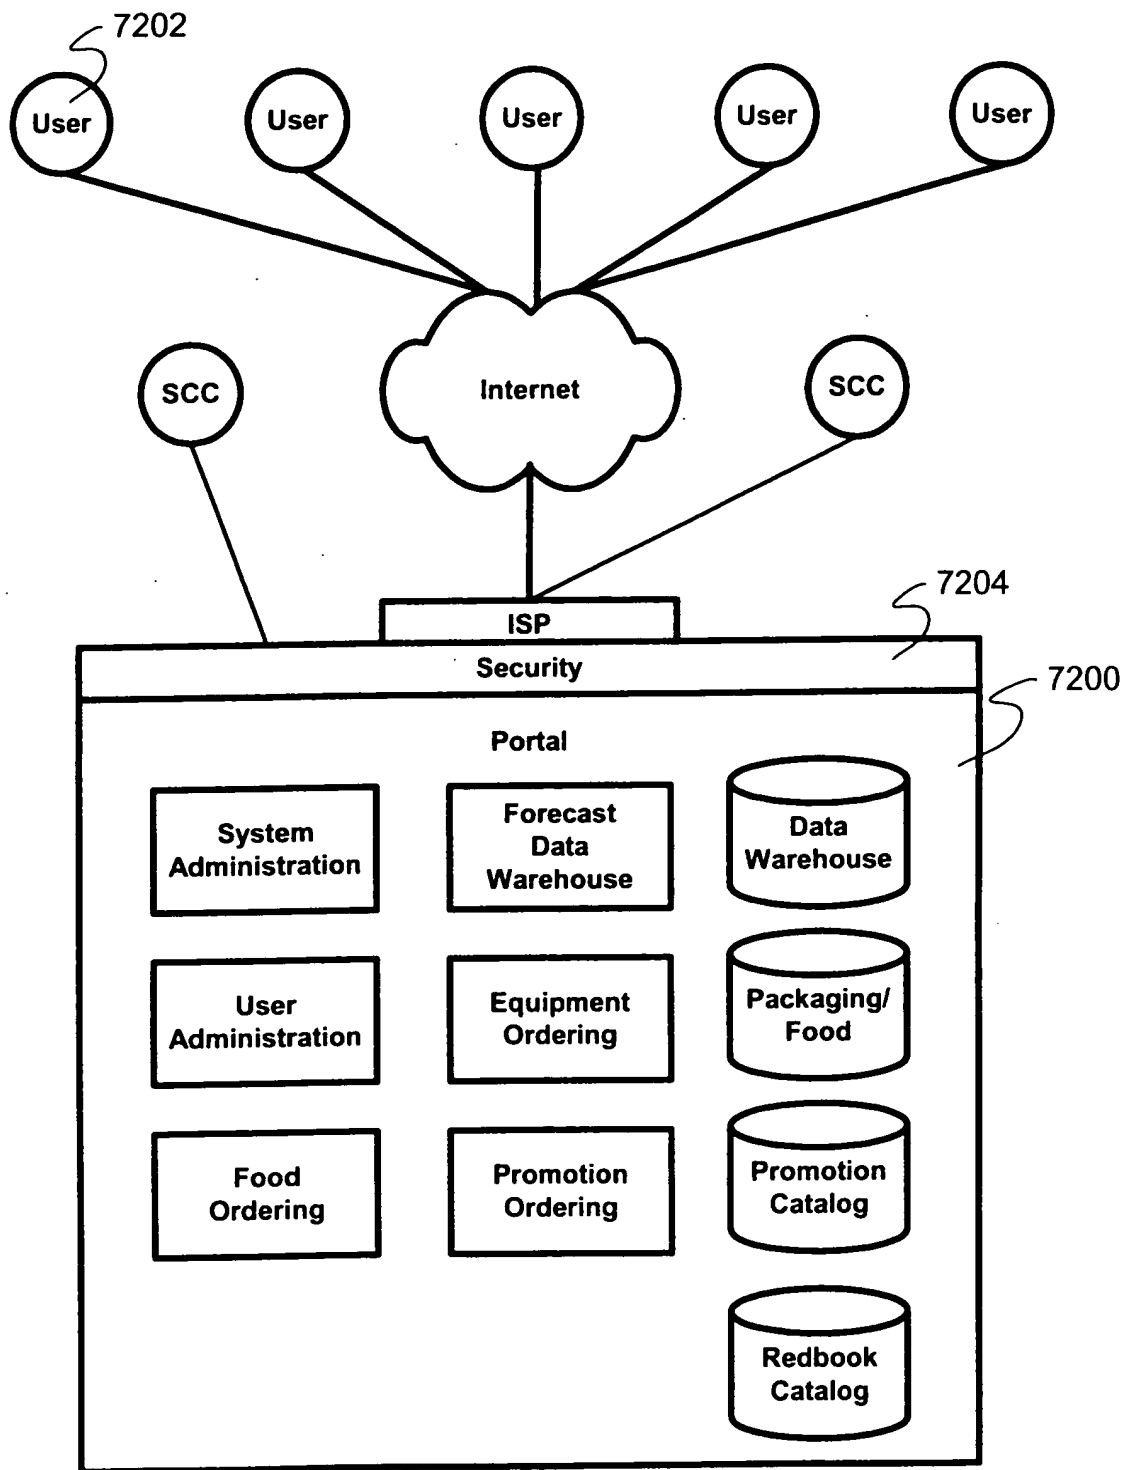 7202
User
User
User
User
User
SCC
Internet
SCC
ISP
7204
Security
7200
Portal
System
Administration
Forecast
Data
Warehouse
Data
Warehouse
User
Administration
Equipment
Ordering
Packaging/
Food
Food
Ordering
Promotion
Ordering
Promotion
Catalog
Redbook
Catalog